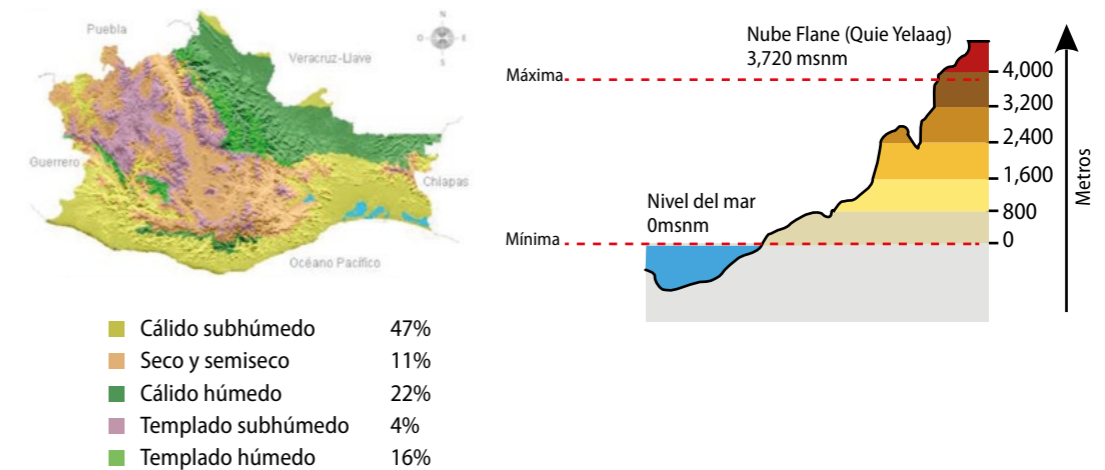 Puebla
Veracruz-Llave
Guerrero
Chiapas
Océano Pacífico
N
O
E
S
Cálido subhúmedo 47%
Seco y semiseco 11%
Cálido húmedo 22%
Templado subhúmedo 4%
Templado húmedo 16%
Nube Flane (Quie Yelaag)
3,720 msnm
Máxima
4,000
3,200
2,400
1,600
800
0
Metros
Nivel del mar
0msnm
Mínima